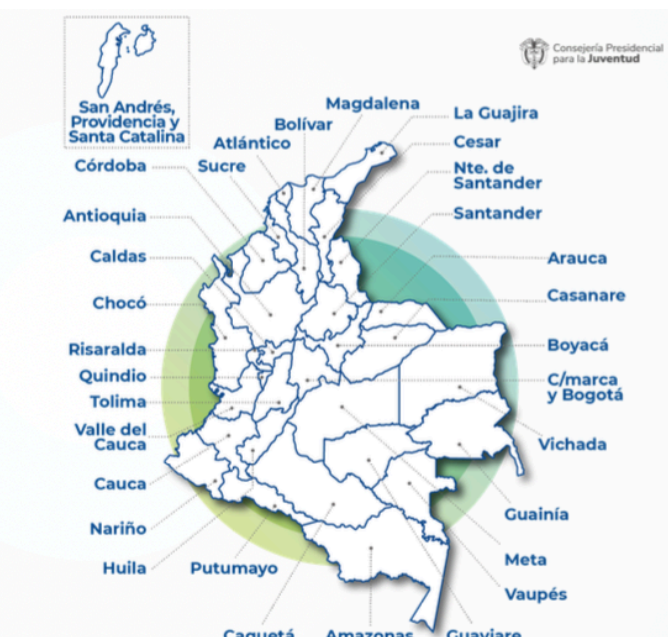 Consejería Presidencial
para la Juventud
San Andrés,
Providencia y
Santa Catalina
Magdalena
Bolívar
Atlántico
Sucre
Córdoba
Antioquia
Caldas
Chocó
Risaralda
Quindio
Tolima
Valle del
Cauca
Cauca
Nariño
Huila
Putumayo
Caquetá
Amazonas
Guaviare
La Guajira
Cesar
Nte. de
Santander
Santander
Arauca
Casanare
Boyacá
C/marca
y Bogotá
Vichada
Guainía
Meta
Vaupés